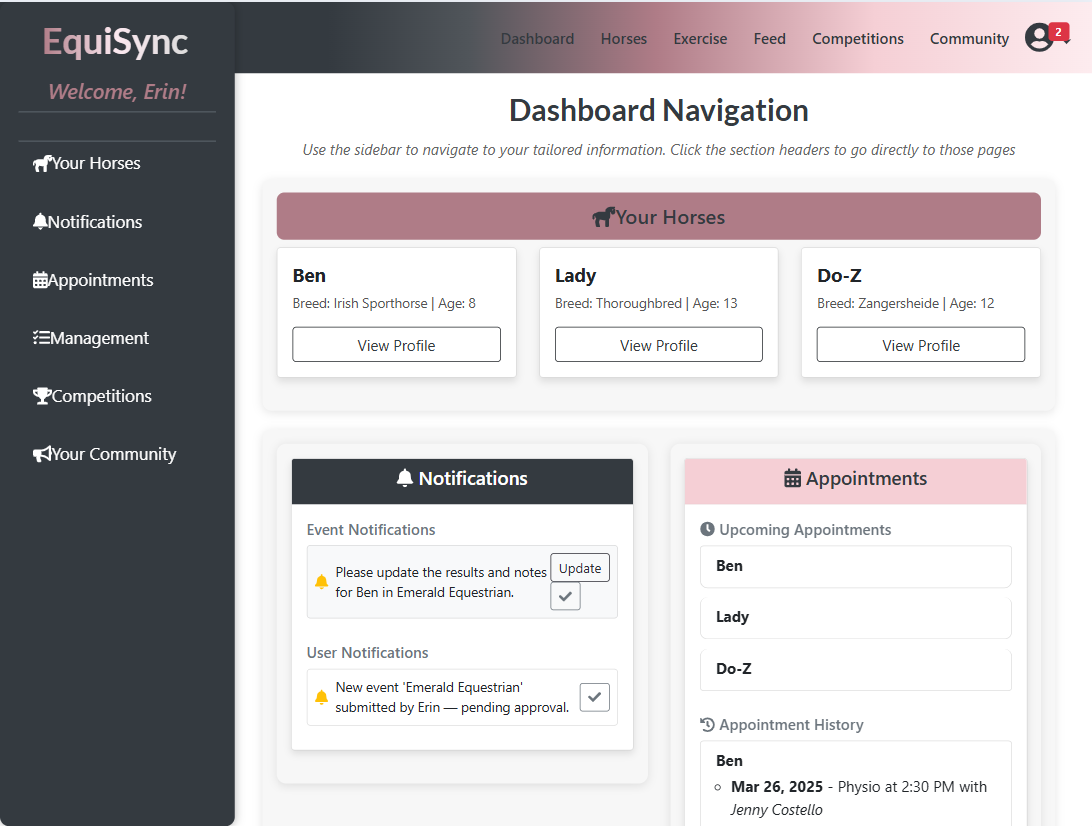 EquiSync
Welcome, Erin!
Your Horses
Notifications
Appointments
Management
Competitions
Your Community
Dashboard Horses Exercise Feed Competitions Community 2
Dashboard Navigation
Use the sidebar to navigate to your tailored information. Click the section headers to go directly to those pages
Your Horses
Ben
Breed: Irish Sporthorse | Age: 8
View Profile
Lady
Breed: Thoroughbred | Age: 13
View Profile
Do-Z
Breed: Zangersheide | Age: 12
View Profile
Notifications
Event Notifications
Please update the results and notes
for Ben in Emerald Equestrian.
Update
User Notifications
New event 'Emerald Equestrian'
submitted by Erin — pending approval.
Appointments
Upcoming Appointments
Ben
Lady
Do-Z
Appointment History
Ben
Mar 26, 2025 - Physio at 2:30 PM with
Jenny Costello